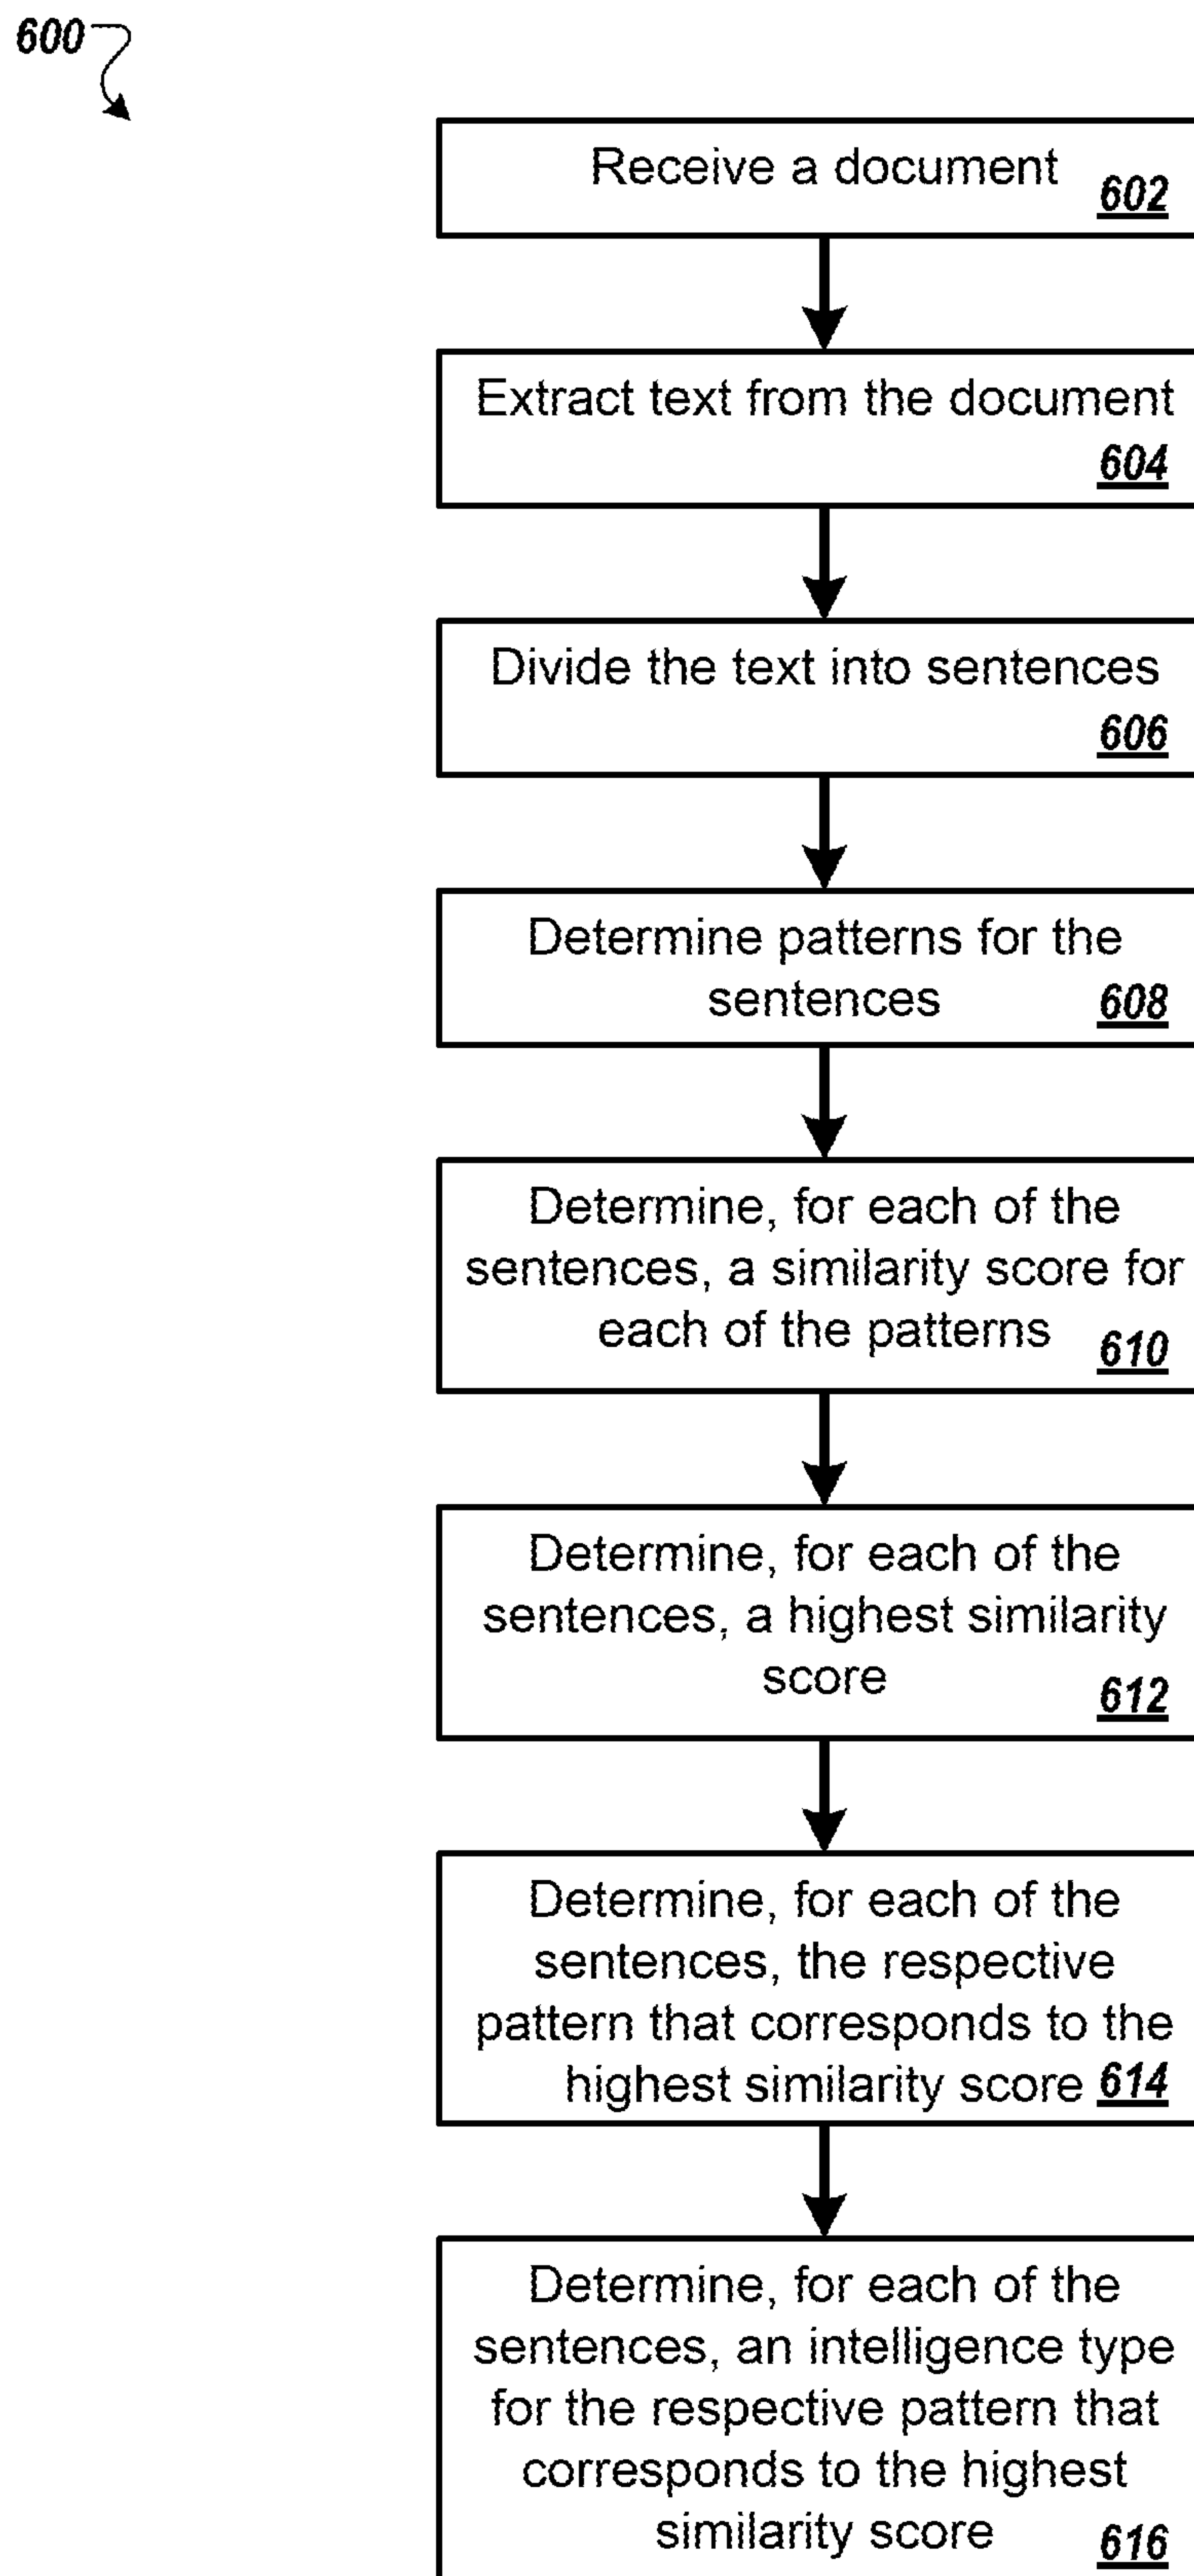 600
Receive a document
602
Extract text from the document
604
Divide the text into sentences
606
Determine patterns for the
sentences 608
Determine, for each of the
sentences, a similarity score for
each of the patterns 610
Determine, for each of the
sentences, a highest similarity
score 612
Determine, for each of the
sentences, the respective
pattern that corresponds to the
highest similarity score 614
Determine, for each of the
sentences, an intelligence type
for the respective pattern that
corresponds to the highest
similarity score 616